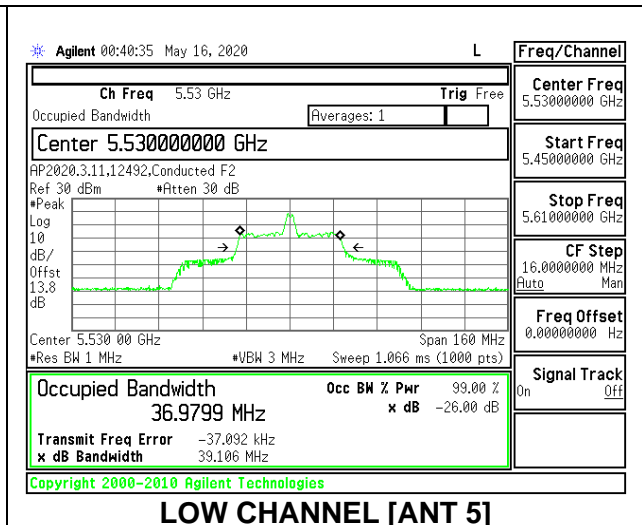 Agilent 00:40:35 May 16, 2020 L
Freq/Channel
Ch Freq 5.53 GHz Trig Free
Occupied Bandwidth Averages: 1
Center 5.530000000 GHz
AP2020.3.11,12492,Conducted F2
Ref 30 dBm #Atten 30 dB
#Peak
Log
10
dB/
Offst
13.8
dB
Center 5.530 00 GHz Span 160 MHz
#Res BW 1 MHz #VBW 3 MHz Sweep 1.066 ms (1000 pts)
Occupied Bandwidth Occ BW % Pwr 99.00 %
36.9799 MHz x dB -26.00 dB
Transmit Freq Error -37.092 kHz
x dB Bandwidth 39.106 MHz
Copyright 2000-2010 Agilent Technologies
Center Freq
5.53000000 GHz
Start Freq
5.45000000 GHz
Stop Freq
5.61000000 GHz
CF Step
16.0000000 MHz
Auto Man
Freq Offset
0.00000000 Hz
Signal Track
On Off
LOW CHANNEL [ANT 5]